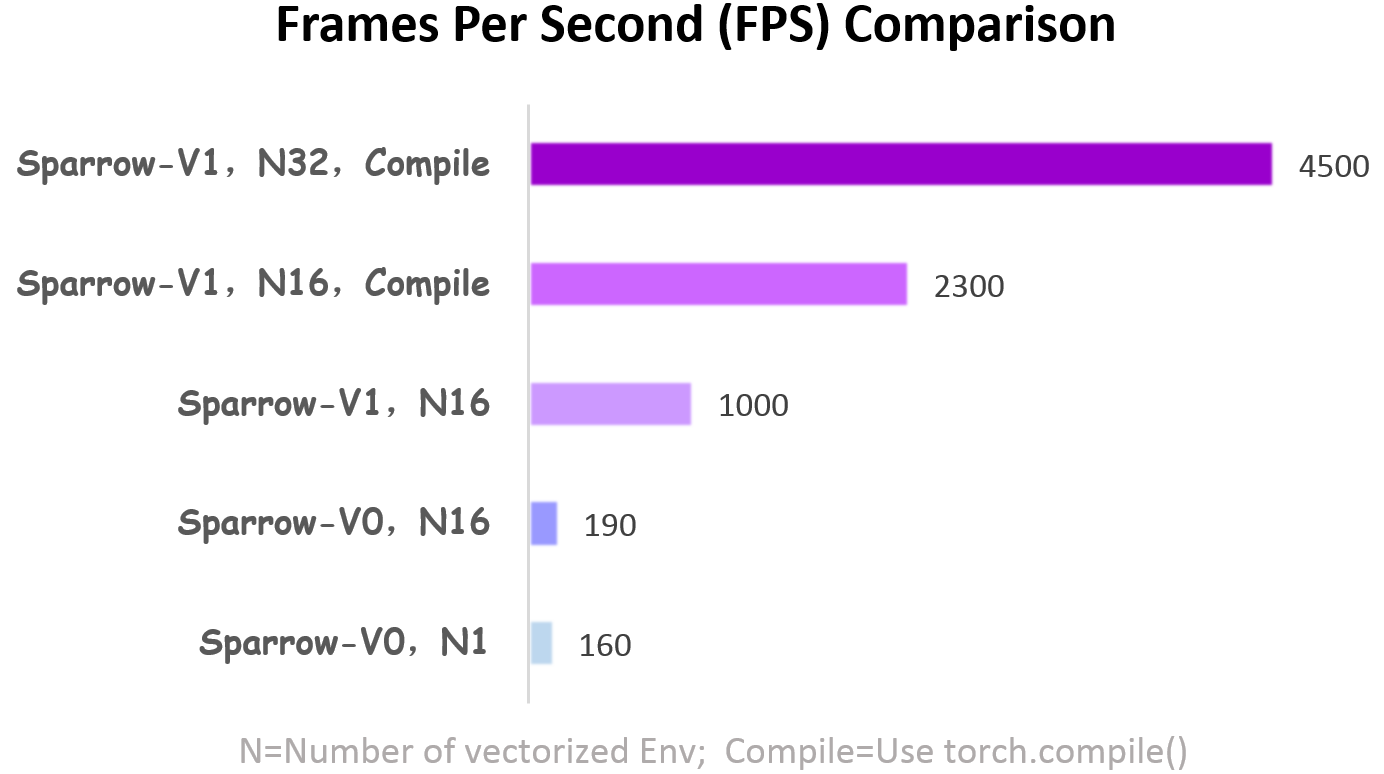 Frames Per Second (FPS) Comparison
Sparrow-V1，N32，Compile 4500
Sparrow-V1，N16，Compile 2300
Sparrow-V1，N16 1000
Sparrow-V0，N16 190
Sparrow-V0，N1 160
N=Number of vectorized Env;  Compile=Use torch.compile()